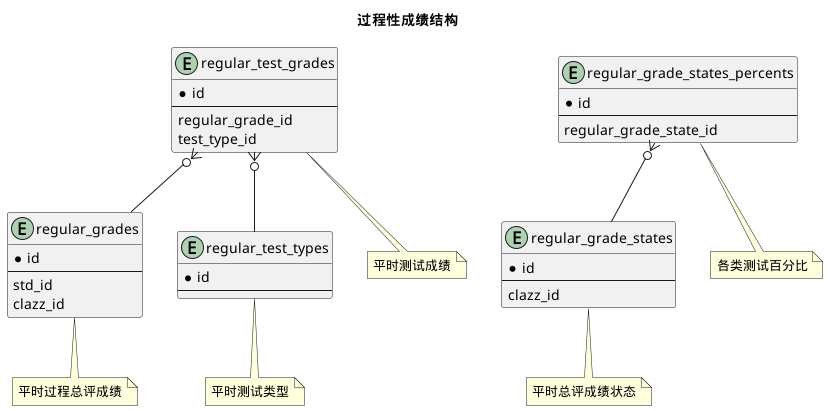 过程性成绩结构
E regular_test_grades
* id
regular_grade_id
test_type_id
E regular_grade_states_percents
* id
regular_grade_state_id
E regular_grades
* id
std_id
clazz_id
E regular_test_types
* id
平时测试成绩
E regular_grade_states
* id
clazz_id
各类测试百分比
平时过程总评成绩
平时测试类型
平时总评成绩状态